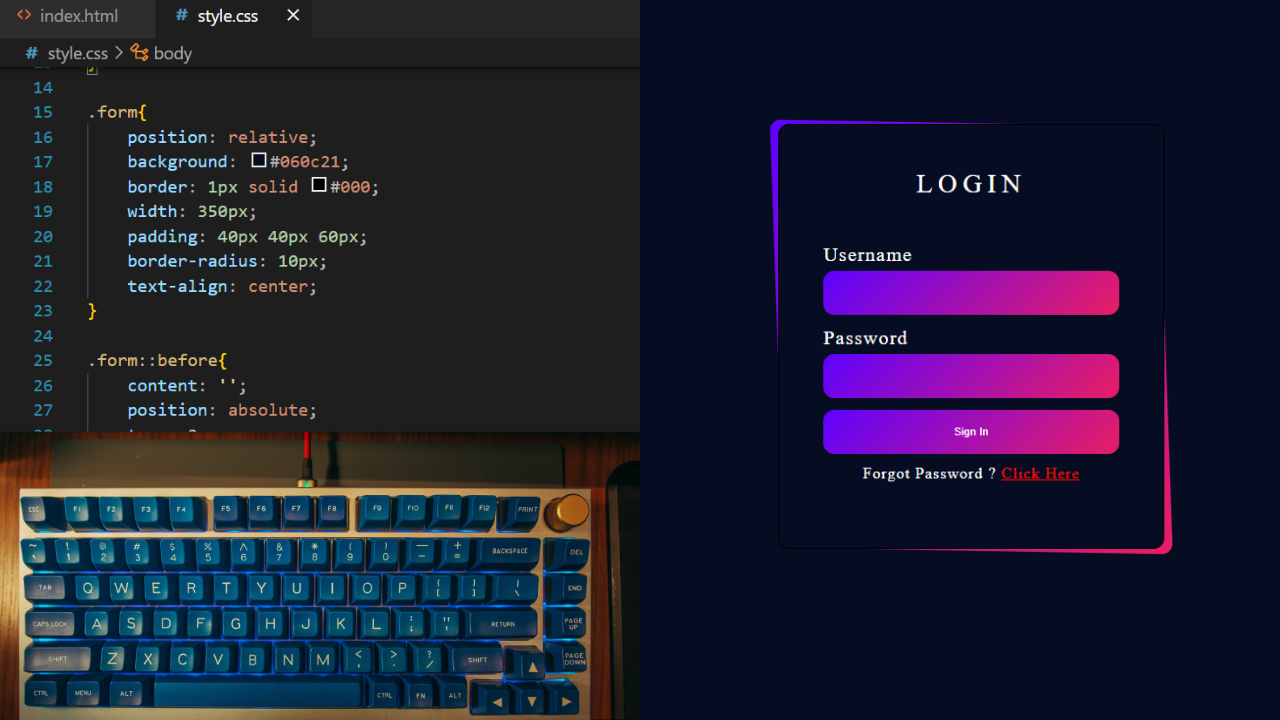 index.html
# style.css ×
# style.css > body
14
15 .form{
16 position: relative;
17 background: #060c21;
18 border: 1px solid #000;
19 width: 350px;
20 padding: 40px 40px 60px;
21 border-radius: 10px;
22 text-align: center;
23 }
24
25 .form::before{
26 content: '';
27 position: absolute;
LOGIN
Username
Password
Sign In
Forgot Password ? Click Here
ESC F1 F2 F3 F4 F5 F6 F7 F8 F9 F10 F11 F12 PRINT
~ ` ! 1 @ 2 # 3 $ 4 % 5 ^ 6 & 7 * 8 ( 9 ) 0 — - + = BACKSPACE DEL
TAB Q W E R T Y U I O P { [ } ] | \ END
CAPS LOCK A S D F G H J K L : ; " ' RETURN PAGE UP
SHIFT Z X C V B N M < , > . ? / SHIFT ▲ PAGE DOWN
CTRL MENU ALT CTRL FN ALT ◀ ▼ ▶